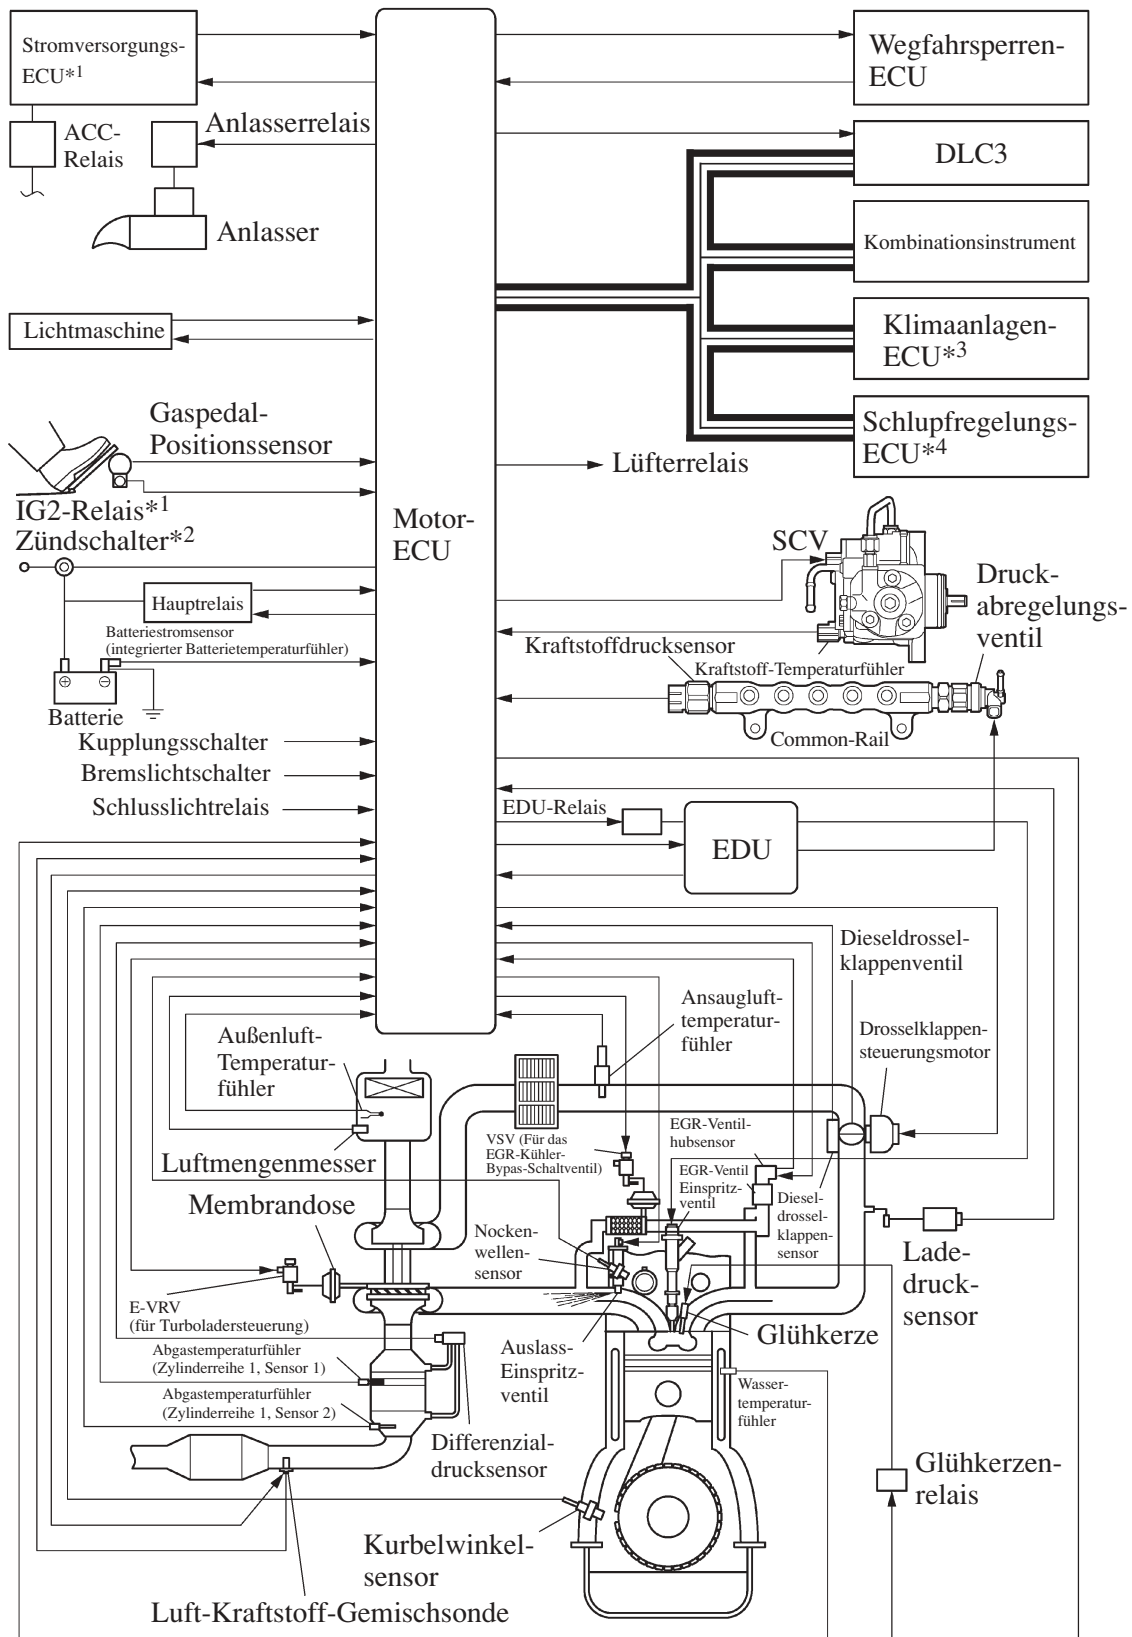 Stromversorgungs-
ECU*1
ACC-
Relais
Anlasserrelais
Anlasser
Lichtmaschine
Gaspedal-
Positionssensor
IG2-Relais*1
Zündschalter*2
Hauptrelais
Batteriestromsensor
(integrierter Batterietemperaturfühler)
Batterie
Kupplungsschalter
Bremslichtschalter
Schlusslichtrelais
Motor-
ECU
Wegfahrsperren-
ECU
DLC3
Kombinationsinstrument
Klimaanlagen-
ECU*3
Schlupfregelungs-
ECU*4
Lüfterrelais
SCV
Druck-
abregelungs-
ventil
Kraftstoffdrucksensor
Kraftstoff-Temperaturfühler
Common-Rail
EDU-Relais
EDU
Dieseldrossel-
klappenventil
Ansaugluft-
temperatur-
fühler
Drosselklappen-
steuerungsmotor
Außenluft-
Temperatur-
fühler
Luftmengenmesser
VSV (Für das
EGR-Kühler-
Bypas-Schaltventil)
EGR-Ventil-
hubsensor
EGR-Ventil
Einspritz-
ventil
Diesel-
drossel-
klappen-
sensor
Membrandose
Nocken-
wellen-
sensor
Lade-
druck-
sensor
E-VRV
(für Turboladersteuerung)
Glühkerze
Auslass-
Einspritz-
ventil
Abgastemperaturfühler
(Zylinderreihe 1, Sensor 1)
Abgastemperaturfühler
(Zylinderreihe 1, Sensor 2)
Wasser-
temperatur-
fühler
Differenzial-
drucksensor
Glühkerzen-
relais
Kurbelwinkel-
sensor
Luft-Kraftstoff-Gemischsonde